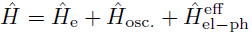 Ĥ = Ĥ_e + Ĥ_osc. + Ĥ^eff_el−ph